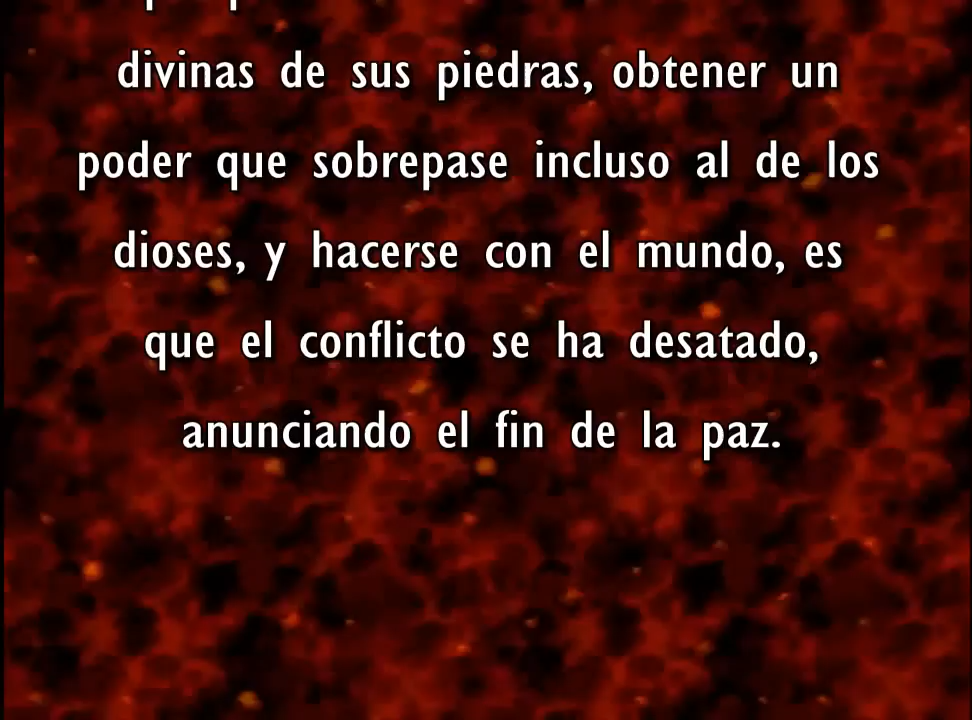 divinas de sus piedras, obtener un
poder que sobrepase incluso al de los
dioses, y hacerse con el mundo, es
que el conflicto se ha desatado,
anunciando el fin de la paz.